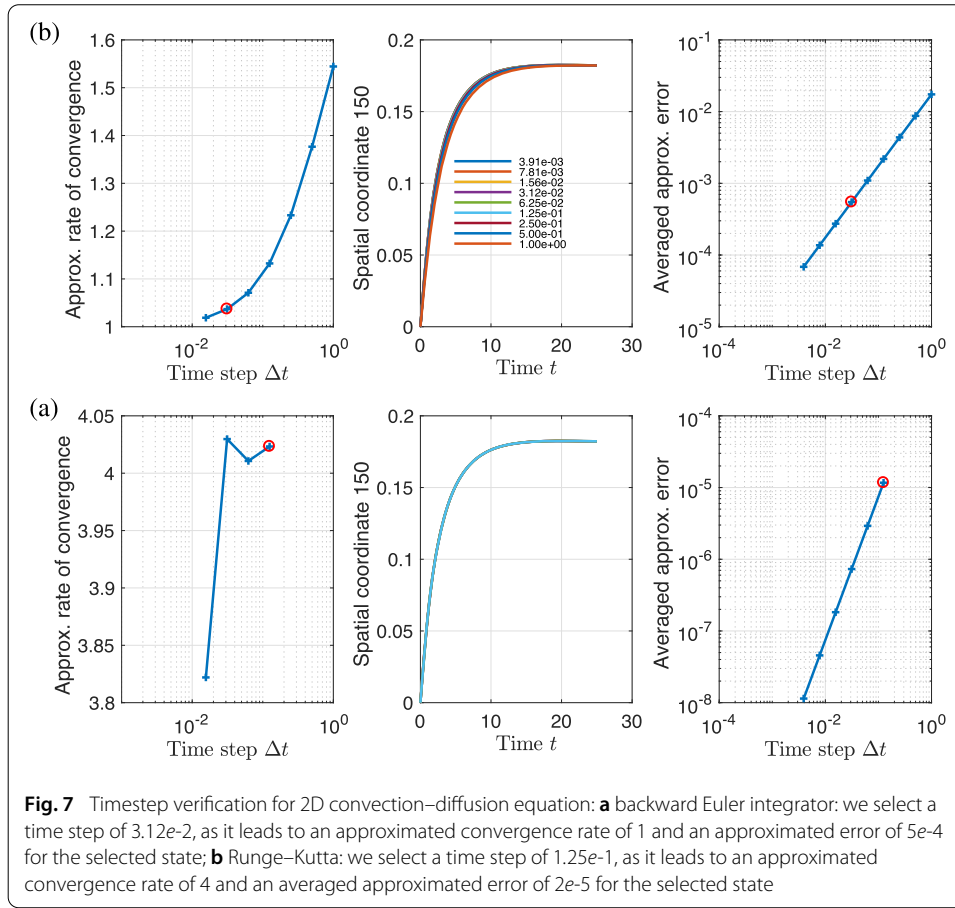 (b)
Approx. rate of convergence
1.6
1.5
1.4
1.3
1.2
1.1
1
10-2
100
Time step Δt
Spatial coordinate 150
0.2
0.15
0.1
0.05
0
3.91e-03
7.81e-03
1.56e-02
3.12e-02
6.25e-02
1.25e-01
2.50e-01
5.00e-01
1.00e+00
0
10
20
30
Time t
Averaged approx. error
10-1
10-2
10-3
10-4
10-5
10-4
10-2
100
Time step Δt
(a)
Approx. rate of convergence
4.05
4
3.95
3.9
3.85
3.8
10-2
100
Time step Δt
Spatial coordinate 150
0.2
0.15
0.1
0.05
0
0
10
20
30
Time t
Averaged approx. error
10-4
10-5
10-6
10-7
10-8
10-4
10-2
100
Time step Δt
Fig. 7 Timestep verification for 2D convection–diffusion equation: a backward Euler integrator: we select a
time step of 3.12e-2, as it leads to an approximated convergence rate of 1 and an approximated error of 5e-4
for the selected state; b Runge–Kutta: we select a time step of 1.25e-1, as it leads to an approximated
convergence rate of 4 and an averaged approximated error of 2e-5 for the selected state